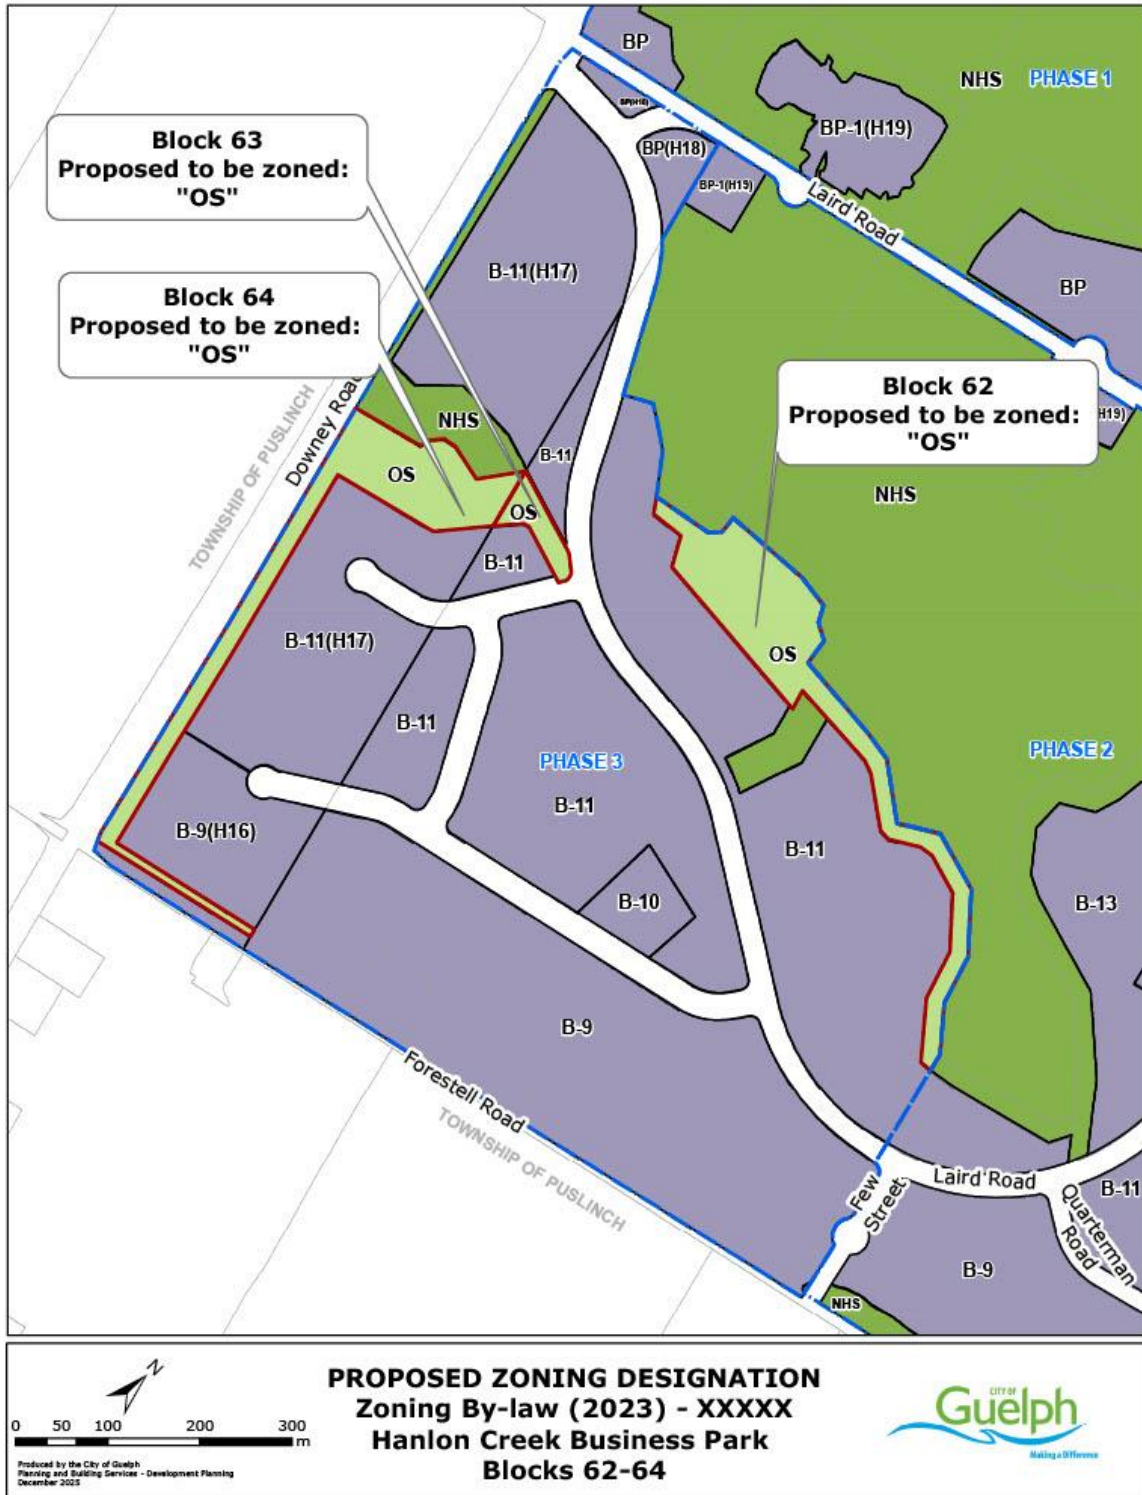 BP
NHS
PHASE 1
BP(H18)
BP-1(H19)
BP(H18)
BP-1(H19)
Laird Road
Block 63
Proposed to be zoned:
"OS"
B-11(H17)
BP
Block 64
Proposed to be zoned:
"OS"
Block 62
Proposed to be zoned:
"OS"
H19)
Downey Road
TOWNSHIP OF PUSLINCH
NHS
B-11
OS
OS
NHS
B-11
B-11(H17)
OS
B-11
PHASE 3
PHASE 2
B-11
B-9(H16)
B-11
B-10
B-13
B-9
Forestell Road
TOWNSHIP OF PUSLINCH
Few
Street
Laird Road
Quarterman
Road
B-11
B-9
NHS
N
0 50 100 200 300
m
Produced by the City of Guelph
Planning and Building Services - Development Planning
December 2025
PROPOSED ZONING DESIGNATION
Zoning By-law (2023) - XXXXX
Hanlon Creek Business Park
Blocks 62-64
CITY OF
Guelph
Making a Difference